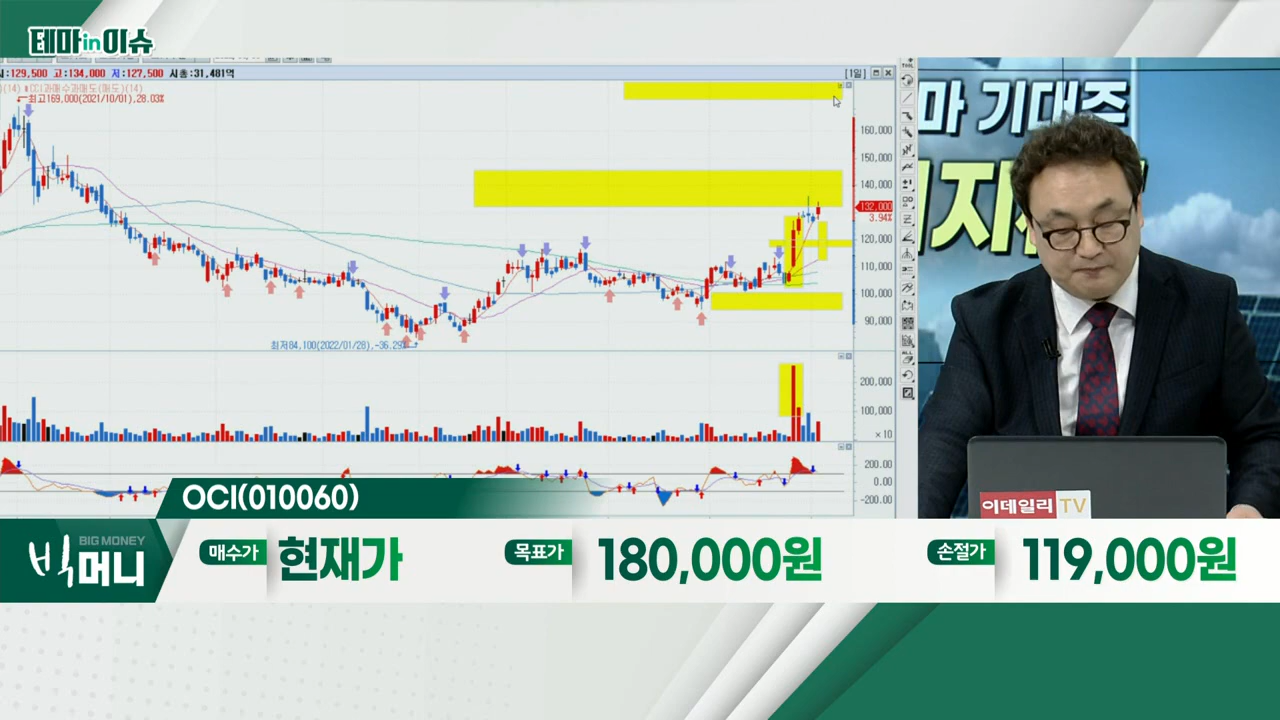 테마in이슈
:129,500 고:134,000 저:127,500 시총:31,481억
[1일]
최고169,000(2021/10/01),28.03%
160,000
150,000
140,000
132,000
3.94%
120,000
110,000
100,000
90,000
최저84,100(2022/01/28),-36.29%
200,000
100,000
×10
200.00
0.00
-200.00
마 기대주
이데일리TV
OCI(010060)
BIG MONEY
빅머니
매수가 현재가 목표가 180,000원 손절가 119,000원